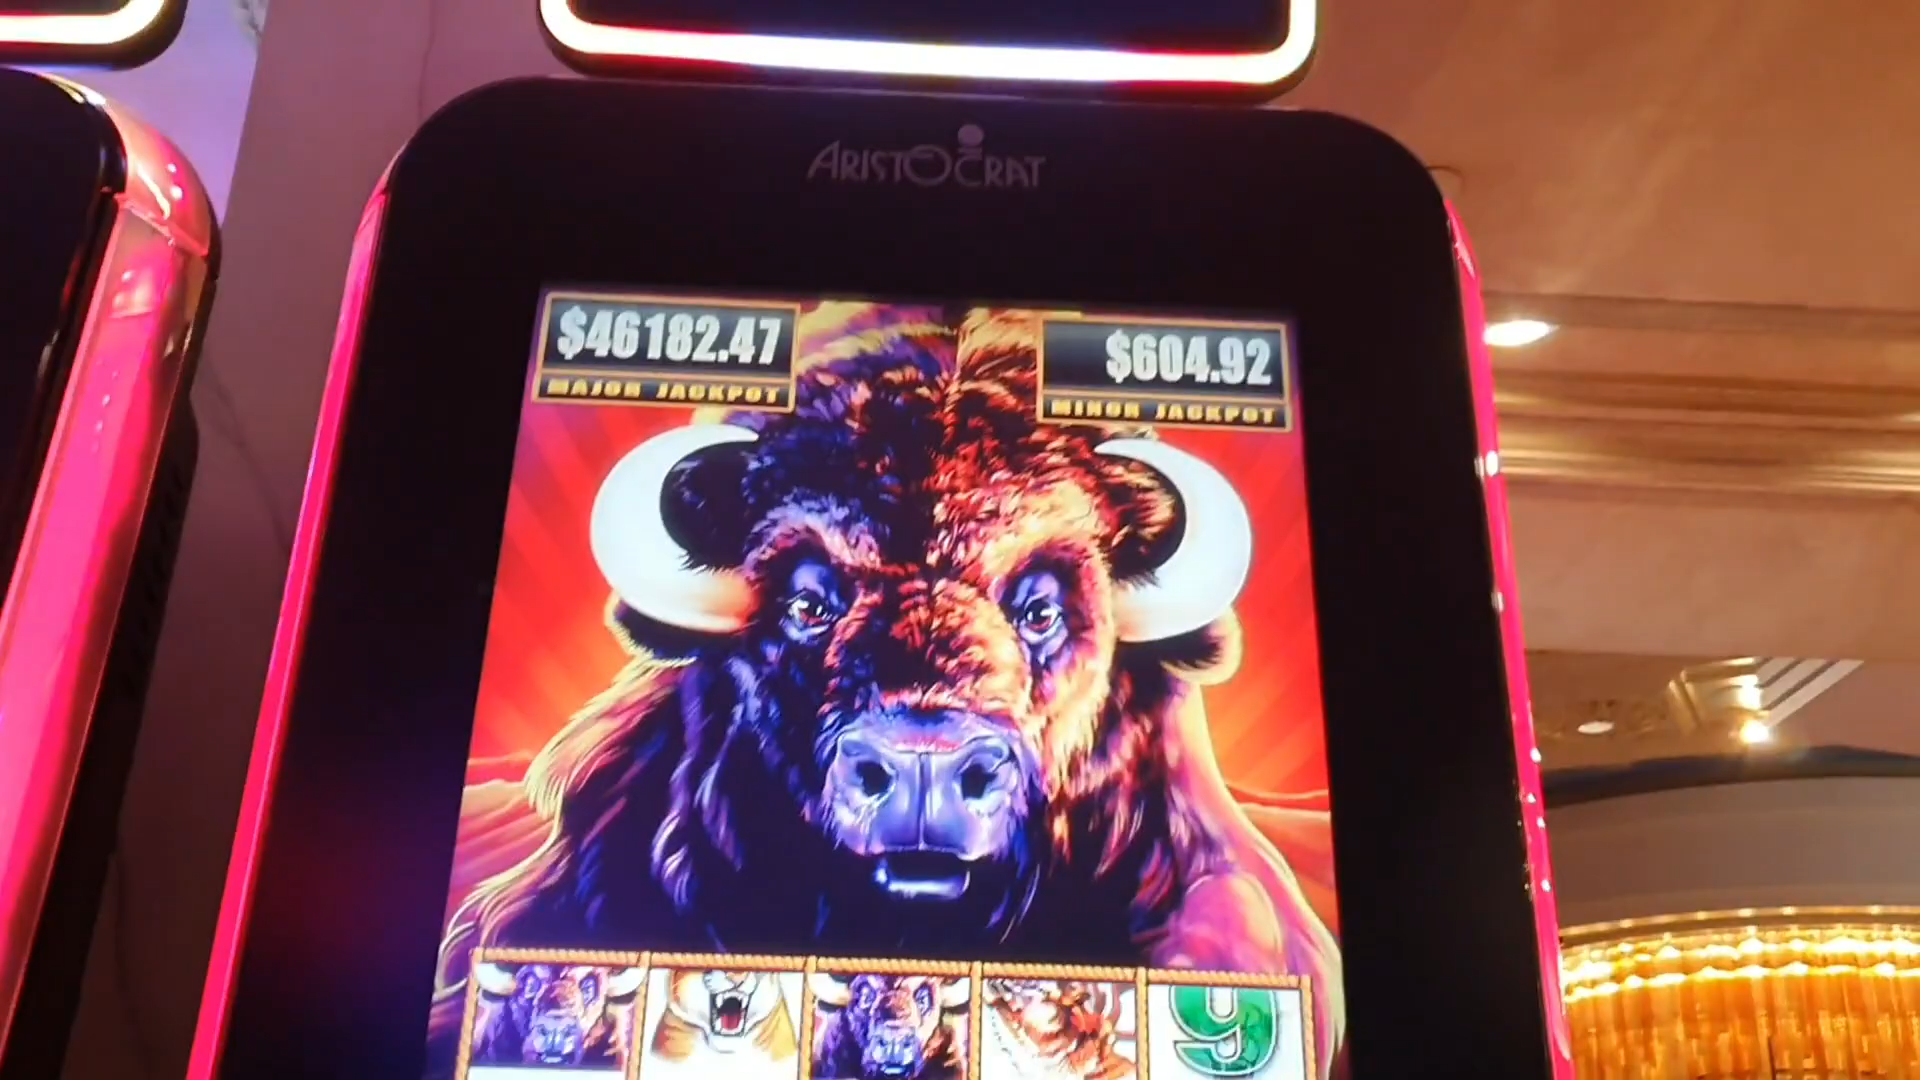 ARISTOCRAT
$46182.47
MAJOR JACKPOT
$604.92
MINOR JACKPOT
9